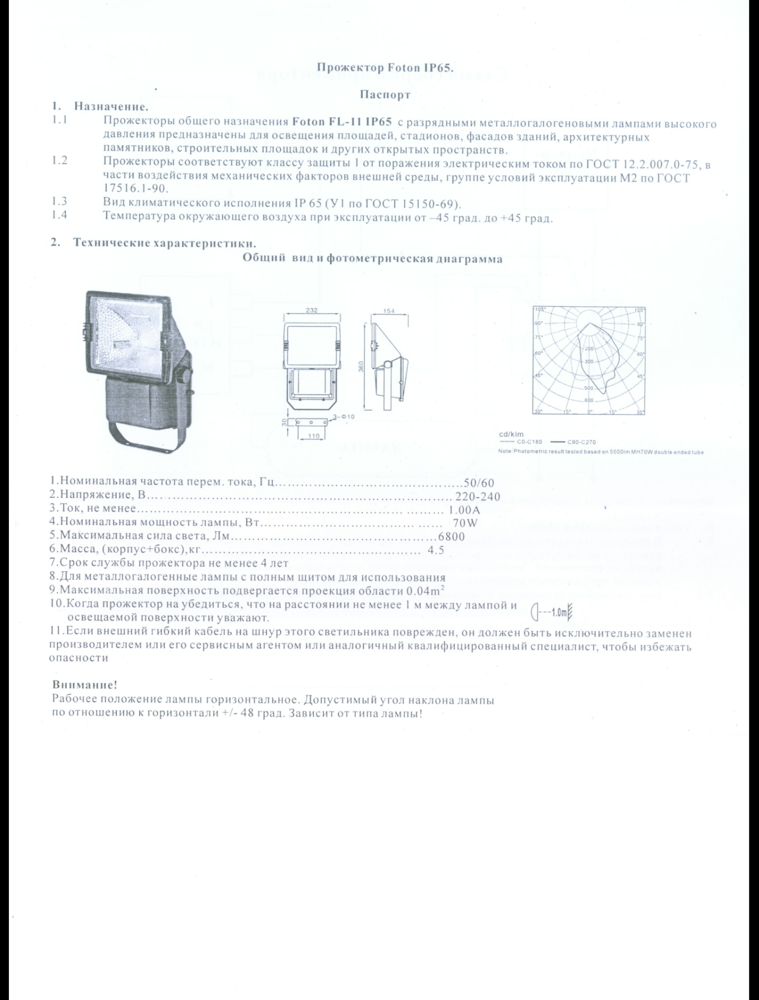 Прожектор Foton IP65.
Паспорт
1. Назначение.
1.1 Прожекторы общего назначения Foton FL-11 IP65 с разрядными металлогалогеновыми лампами высокого
давления предназначены для освещения площадей, стадионов, фасадов зданий, архитектурных
памятников, строительных площадок и других открытых пространств.
1.2 Прожекторы соответствуют классу защиты 1 от поражения электрическим током по ГОСТ 12.2.007.0-75, в
части воздействия механических факторов внешней среды, группе условий эксплуатации М2 по ГОСТ
17516.1-90.
1.3 Вид климатического исполнения IP 65 (У1 по ГОСТ 15150-69).
1.4 Температура окружающего воздуха при эксплуатации от –45 град. до +45 град.
2. Технические характеристики.
Общий вид и фотометрическая диаграмма
232
154
360
30
3-Φ10
110
105° 105°
90° 90°
75° 75°
200
60° 60°
300
45° 45°
500
600
30° 15° 0° 15° 30°
cd/klm
C0-C180 C90-C270
Note:Photometric result tested based on 5500lm MH70W double ended tube
1.Номинальная частота перем. тока, Гц.......................................50/60
2.Напряжение, В.................................................................. 220-240
3.Ток, не менее................................................................ 1.00А
4.Номинальная мощность лампы, Вт...................................... 70W
5.Максимальная сила света, Лм.............................................6800
6.Масса, (корпус+бокс),кг................................................ 4.5
7.Срок службы прожектора не менее 4 лет
8.Для металлогалогенные лампы с полным щитом для использования
9.Максимальная поверхность подвергается проекция области 0.04m²
10.Когда прожектор на убедиться, что на расстоянии не менее 1 м между лампой и
освещаемой поверхности уважают.
---1.0m
11.Если внешний гибкий кабель на шнур этого светильника поврежден, он должен быть исключительно заменен
производителем или его сервисным агентом или аналогичный квалифицированный специалист, чтобы избежать
опасности
Внимание!
Рабочее положение лампы горизонтальное. Допустимый угол наклона лампы
по отношению к горизонтали +/- 48 град. Зависит от типа лампы!